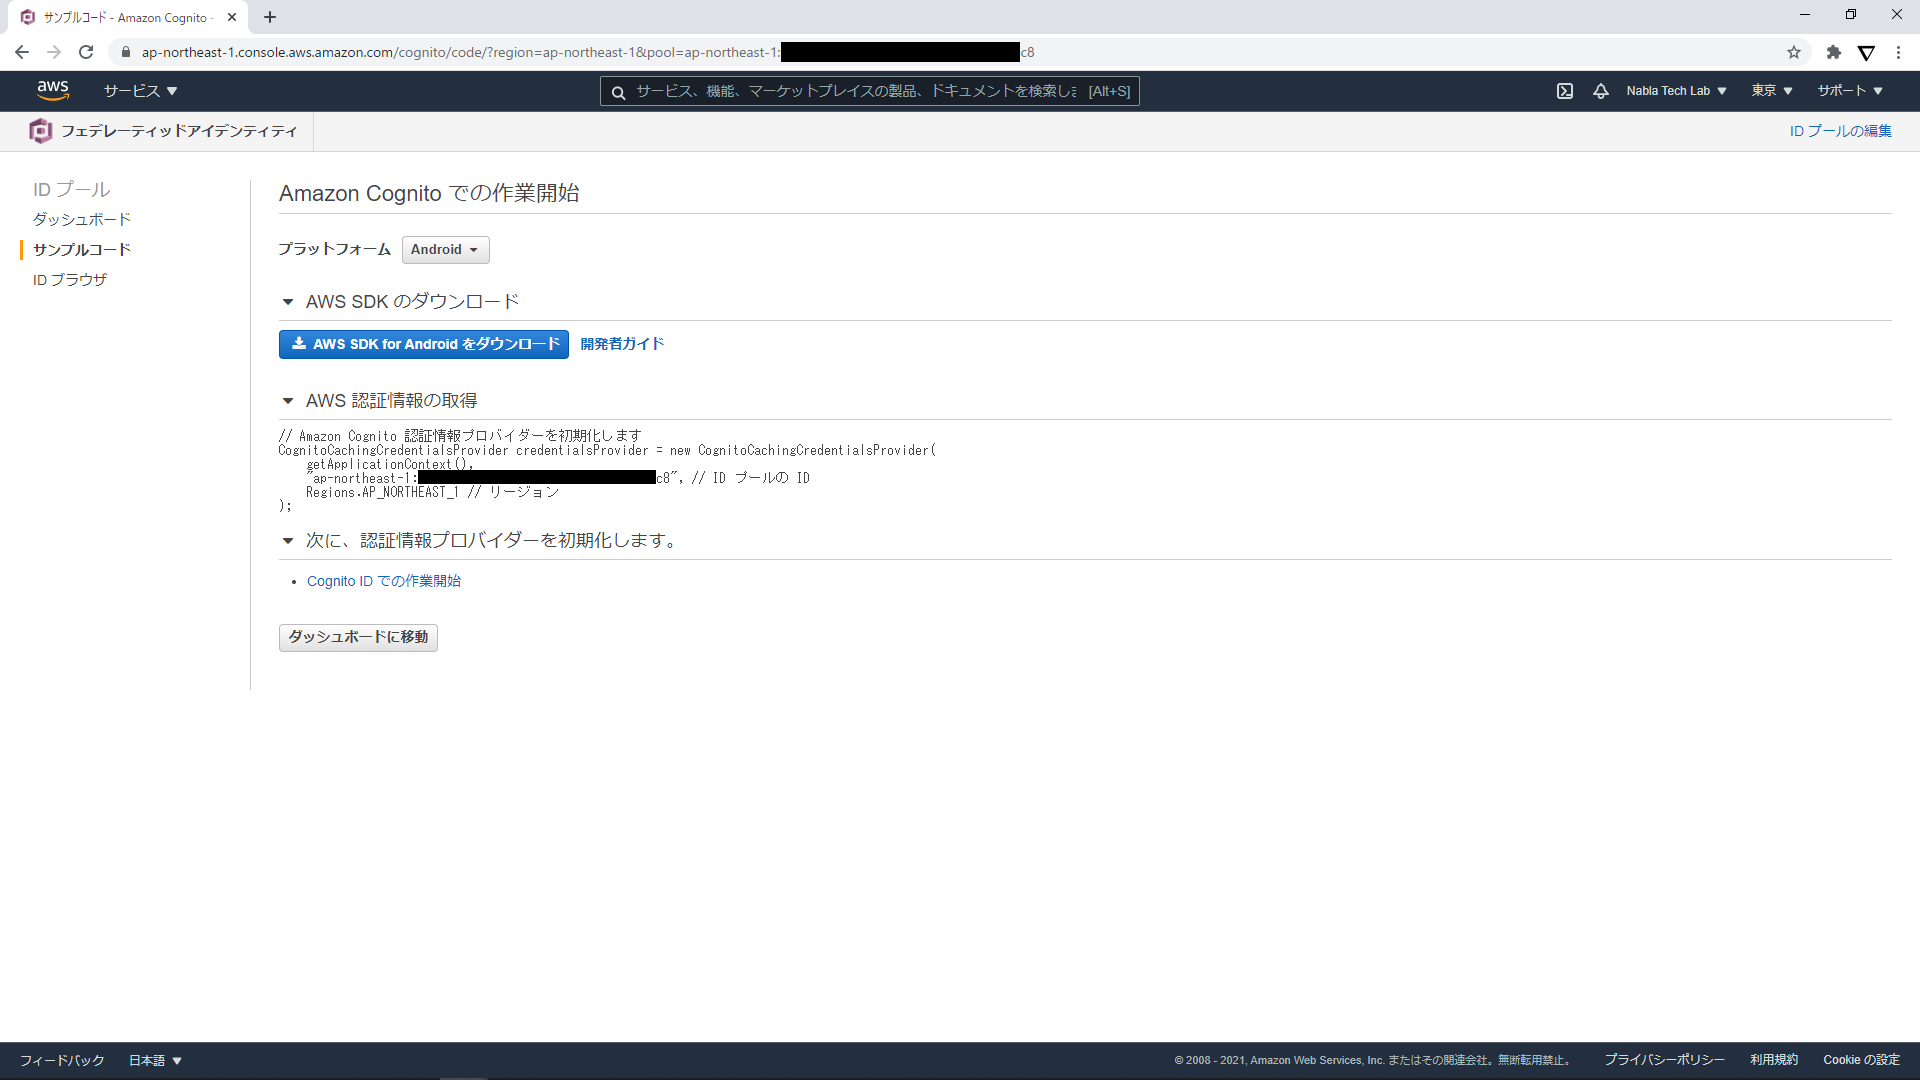 サンプルコード - Amazon Cognito -
ap-northeast-1.console.aws.amazon.com/cognito/code/?region=ap-northeast-1&pool=ap-northeast-1: c8
aws サービス サービス、機能、マーケットプレイスの製品、ドキュメントを検索しま [Alt+S] Nabla Tech Lab 東京 サポート
フェデレーティッドアイデンティティ ID プールの編集
ID プール
ダッシュボード
サンプルコード
ID ブラウザ
Amazon Cognito での作業開始
プラットフォーム Android
AWS SDK のダウンロード
AWS SDK for Android をダウンロード 開発者ガイド
AWS 認証情報の取得
// Amazon Cognito 認証情報プロバイダーを初期化します
CognitoCachingCredentialsProvider credentialsProvider = new CognitoCachingCredentialsProvider(
getApplicationContext(),
"ap-northeast-1: c8", // ID プールの ID
Regions.AP_NORTHEAST_1 // リージョン
);
次に、認証情報プロバイダーを初期化します。
• Cognito ID での作業開始
ダッシュボードに移動
フィードバック 日本語 © 2008 - 2021, Amazon Web Services, Inc. またはその関連会社。無断転用禁止。 プライバシーポリシー 利用規約 Cookie の設定